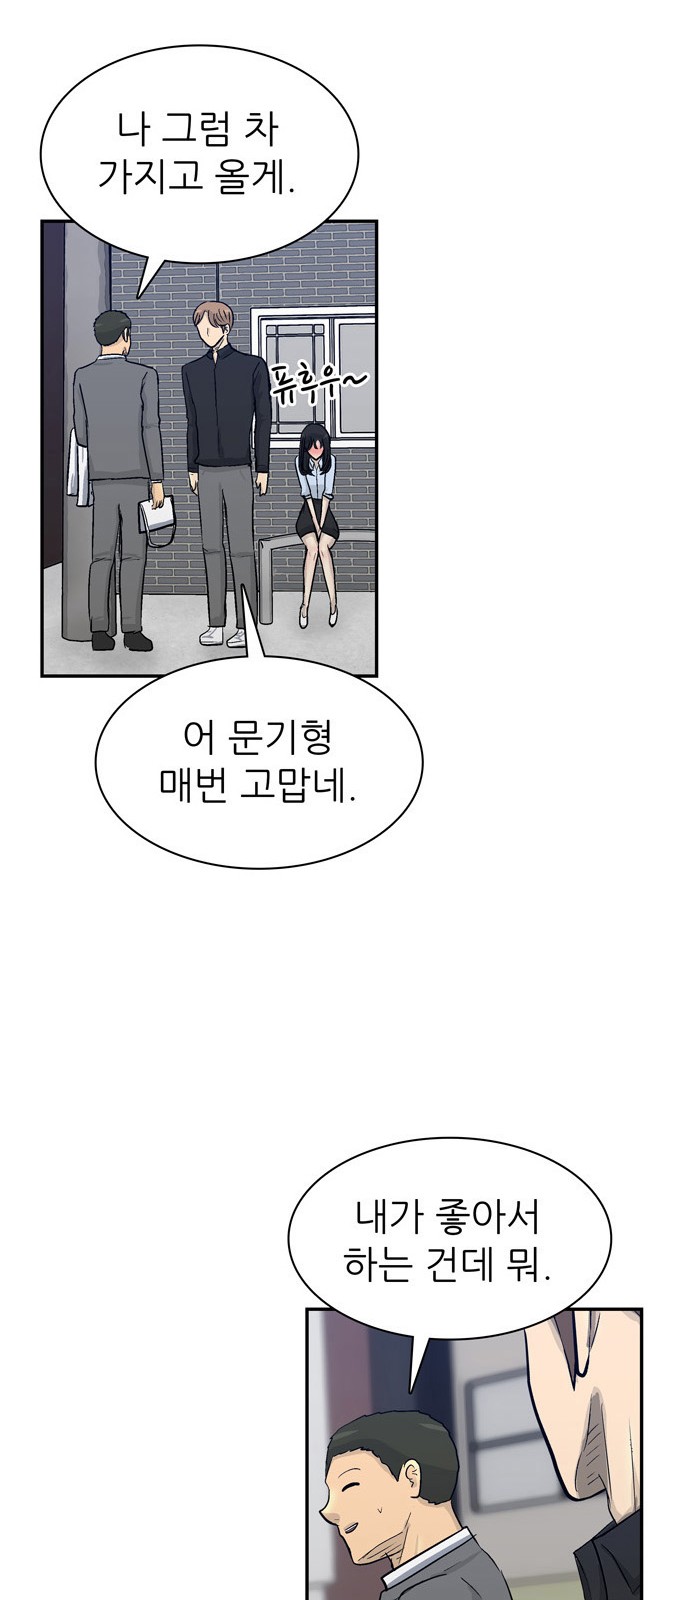 나 그럼 차
가지고 올게.
퓨후우~
어 문기형
매번 고맙네.
내가 좋아서
하는 건데 뭐.